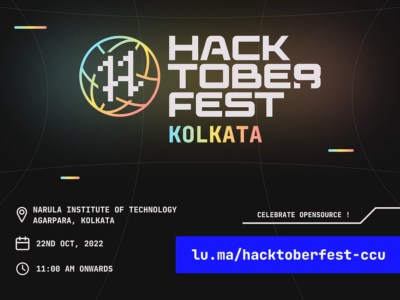 HACK
TOBER
FEST
KOLKATA
NARULA INSTITUTE OF TECHNOLOGY
AGARPARA, KOLKATA
22ND OCT, 2022
11:00 AM ONWARDS
CELEBRATE OPENSOURCE !
lu.ma/hacktoberfest-ccu